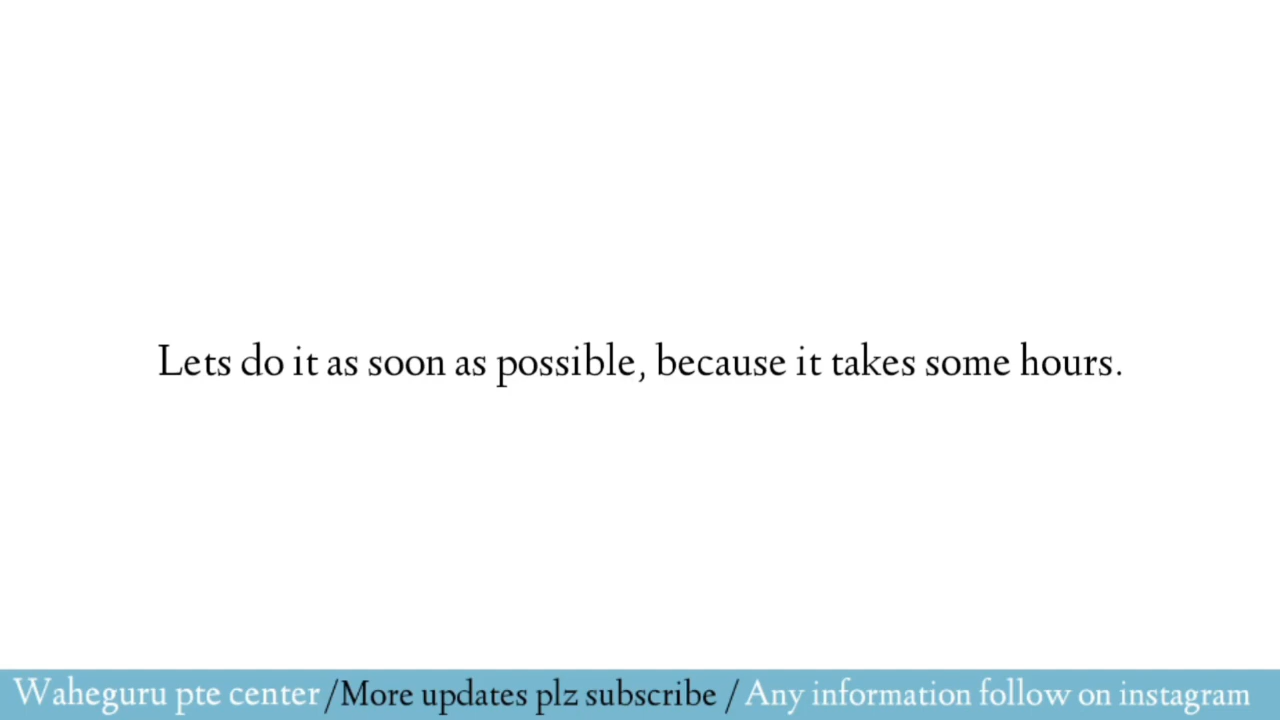 Lets do it as soon as possible, because it takes some hours.
Waheguru pte center /More updates plz subscribe / Any information follow on instagram